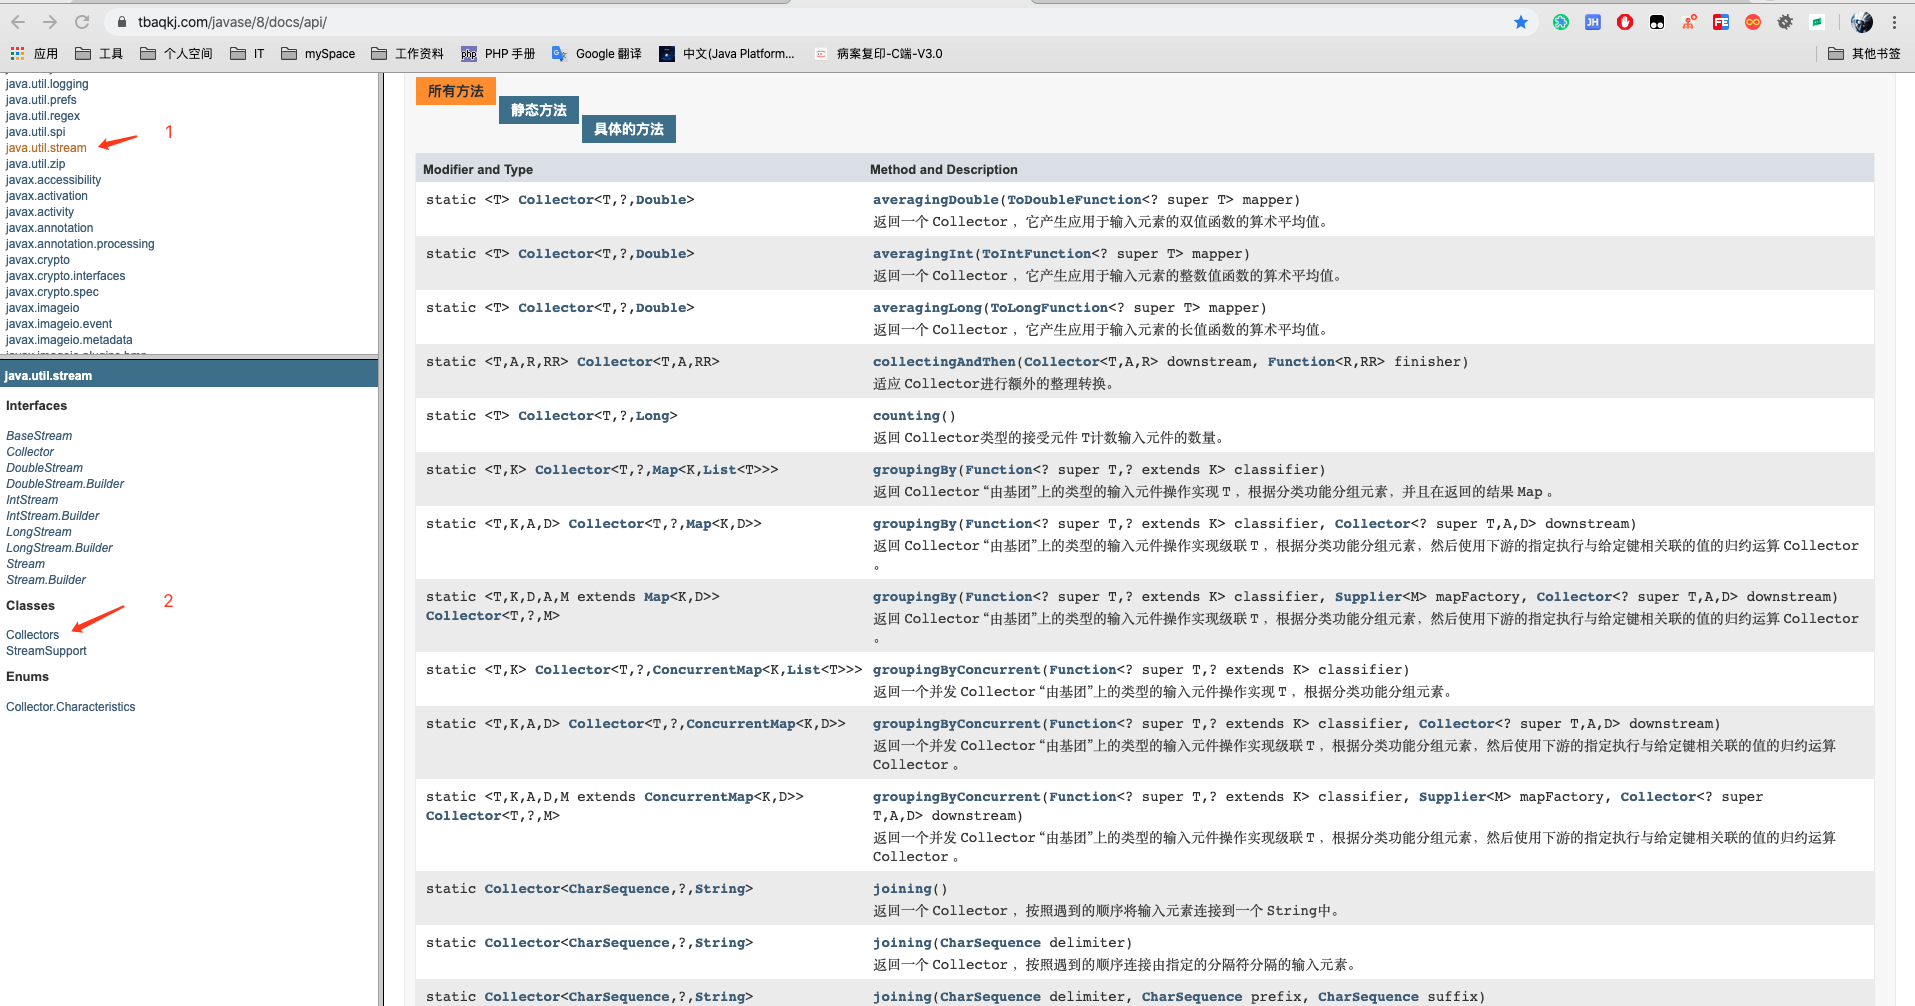 tbaqkj.com/javase/8/docs/api/
应用 工具 个人空间 IT mySpace 工作资料 PHP 手册 Google 翻译 中文(Java Platform... 病案复印-C端-V3.0 其他书签
java.util.logging
java.util.prefs
java.util.regex
java.util.spi
1
java.util.stream
java.util.zip
javax.accessibility
javax.activation
javax.activity
javax.annotation
javax.annotation.processing
javax.crypto
javax.crypto.interfaces
javax.crypto.spec
javax.imageio
javax.imageio.event
javax.imageio.metadata
java.util.stream
Interfaces
BaseStream
Collector
DoubleStream
DoubleStream.Builder
IntStream
IntStream.Builder
LongStream
LongStream.Builder
Stream
Stream.Builder
Classes
2
Collectors
StreamSupport
Enums
Collector.Characteristics
所有方法
静态方法
具体的方法
Modifier and Type Method and Description
static <T> Collector<T,?,Double> averagingDouble(ToDoubleFunction<? super T> mapper)
返回一个 Collector ，它产生应用于输入元素的双值函数的算术平均值。
static <T> Collector<T,?,Double> averagingInt(ToIntFunction<? super T> mapper)
返回一个 Collector ，它产生应用于输入元素的整数值函数的算术平均值。
static <T> Collector<T,?,Double> averagingLong(ToLongFunction<? super T> mapper)
返回一个 Collector ，它产生应用于输入元素的长值函数的算术平均值。
static <T,A,R,RR> Collector<T,A,RR> collectingAndThen(Collector<T,A,R> downstream, Function<R,RR> finisher)
适应 Collector进行额外的整理转换。
static <T> Collector<T,?,Long> counting()
返回 Collector类型的接受元件 T计数输入元件的数量。
static <T,K> Collector<T,?,Map<K,List<T>>> groupingBy(Function<? super T,? extends K> classifier)
返回 Collector “由基团”上的类型的输入元件操作实现 T ，根据分类功能分组元素，并且在返回的结果 Map 。
static <T,K,A,D> Collector<T,?,Map<K,D>> groupingBy(Function<? super T,? extends K> classifier, Collector<? super T,A,D> downstream)
返回 Collector “由基团”上的类型的输入元件操作实现级联 T ，根据分类功能分组元素，然后使用下游的指定执行与给定键相关联的值的归约运算 Collector
。
static <T,K,D,A,M extends Map<K,D>> groupingBy(Function<? super T,? extends K> classifier, Supplier<M> mapFactory, Collector<? super T,A,D> downstream)
Collector<T,?,M> 返回 Collector “由基团”上的类型的输入元件操作实现级联 T ，根据分类功能分组元素，然后使用下游的指定执行与给定键相关联的值的归约运算 Collector
。
static <T,K> Collector<T,?,ConcurrentMap<K,List<T>>> groupingByConcurrent(Function<? super T,? extends K> classifier)
返回一个并发 Collector “由基团”上的类型的输入元件操作实现 T ，根据分类功能分组元素。
static <T,K,A,D> Collector<T,?,ConcurrentMap<K,D>> groupingByConcurrent(Function<? super T,? extends K> classifier, Collector<? super T,A,D> downstream)
返回一个并发 Collector “由基团”上的类型的输入元件操作实现级联 T ，根据分类功能分组元素，然后使用下游的指定执行与给定键相关联的值的归约运算
Collector 。
static <T,K,A,D,M extends ConcurrentMap<K,D>> groupingByConcurrent(Function<? super T,? extends K> classifier, Supplier<M> mapFactory, Collector<? super
Collector<T,?,M> T,A,D> downstream)
返回一个并发 Collector “由基团”上的类型的输入元件操作实现级联 T ，根据分类功能分组元素，然后使用下游的指定执行与给定键相关联的值的归约运算
Collector 。
static Collector<CharSequence,?,String> joining()
返回一个 Collector ，按照遇到的顺序将输入元素连接到一个 String中。
static Collector<CharSequence,?,String> joining(CharSequence delimiter)
返回一个 Collector ，按照遇到的顺序连接由指定的分隔符分隔的输入元素。
static Collector<CharSequence,?,String> joining(CharSequence delimiter, CharSequence prefix, CharSequence suffix)